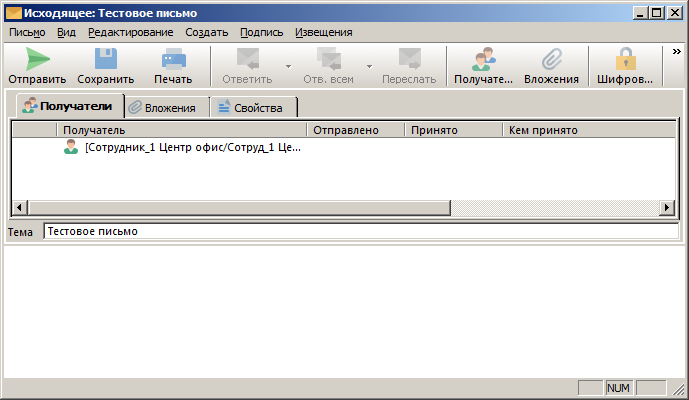 Исходящее: Тестовое письмо
Письмо Вид Редактирование Создать Подпись Извещения
Отправить Сохранить Печать Ответить Отв. всем Переслать Получате... Вложения Шифров... »
Получатели Вложения Свойства
Получатель Отправлено Принято Кем принято
[Сотрудник_1 Центр офис/Сотруд_1 Це...
Тема Тестовое письмо
NUM